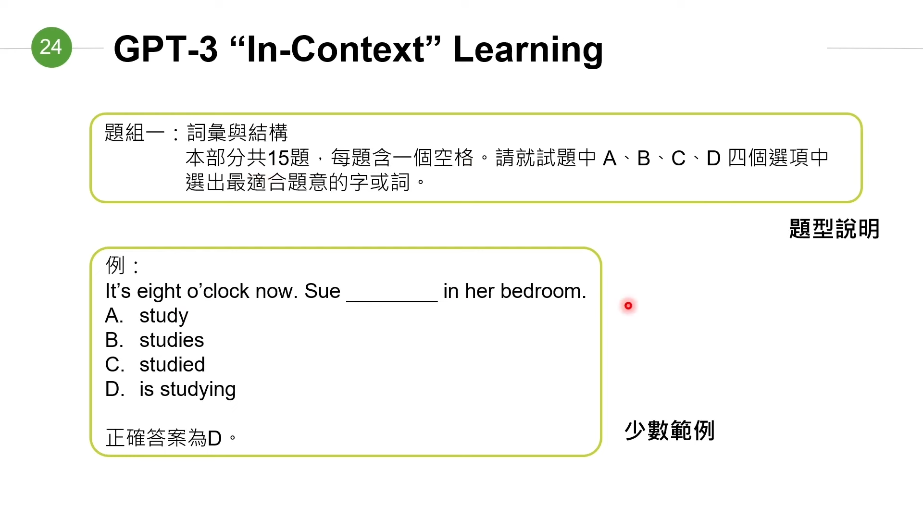 24
GPT-3 “In-Context” Learning
題組一：詞彙與結構
本部分共15題，每題含一個空格。請就試題中 A、B、C、D 四個選項中
選出最適合題意的字或詞。
題型說明
例：
It’s eight o’clock now. Sue ________ in her bedroom.
A. study
B. studies
C. studied
D. is studying
正確答案為D。
少數範例